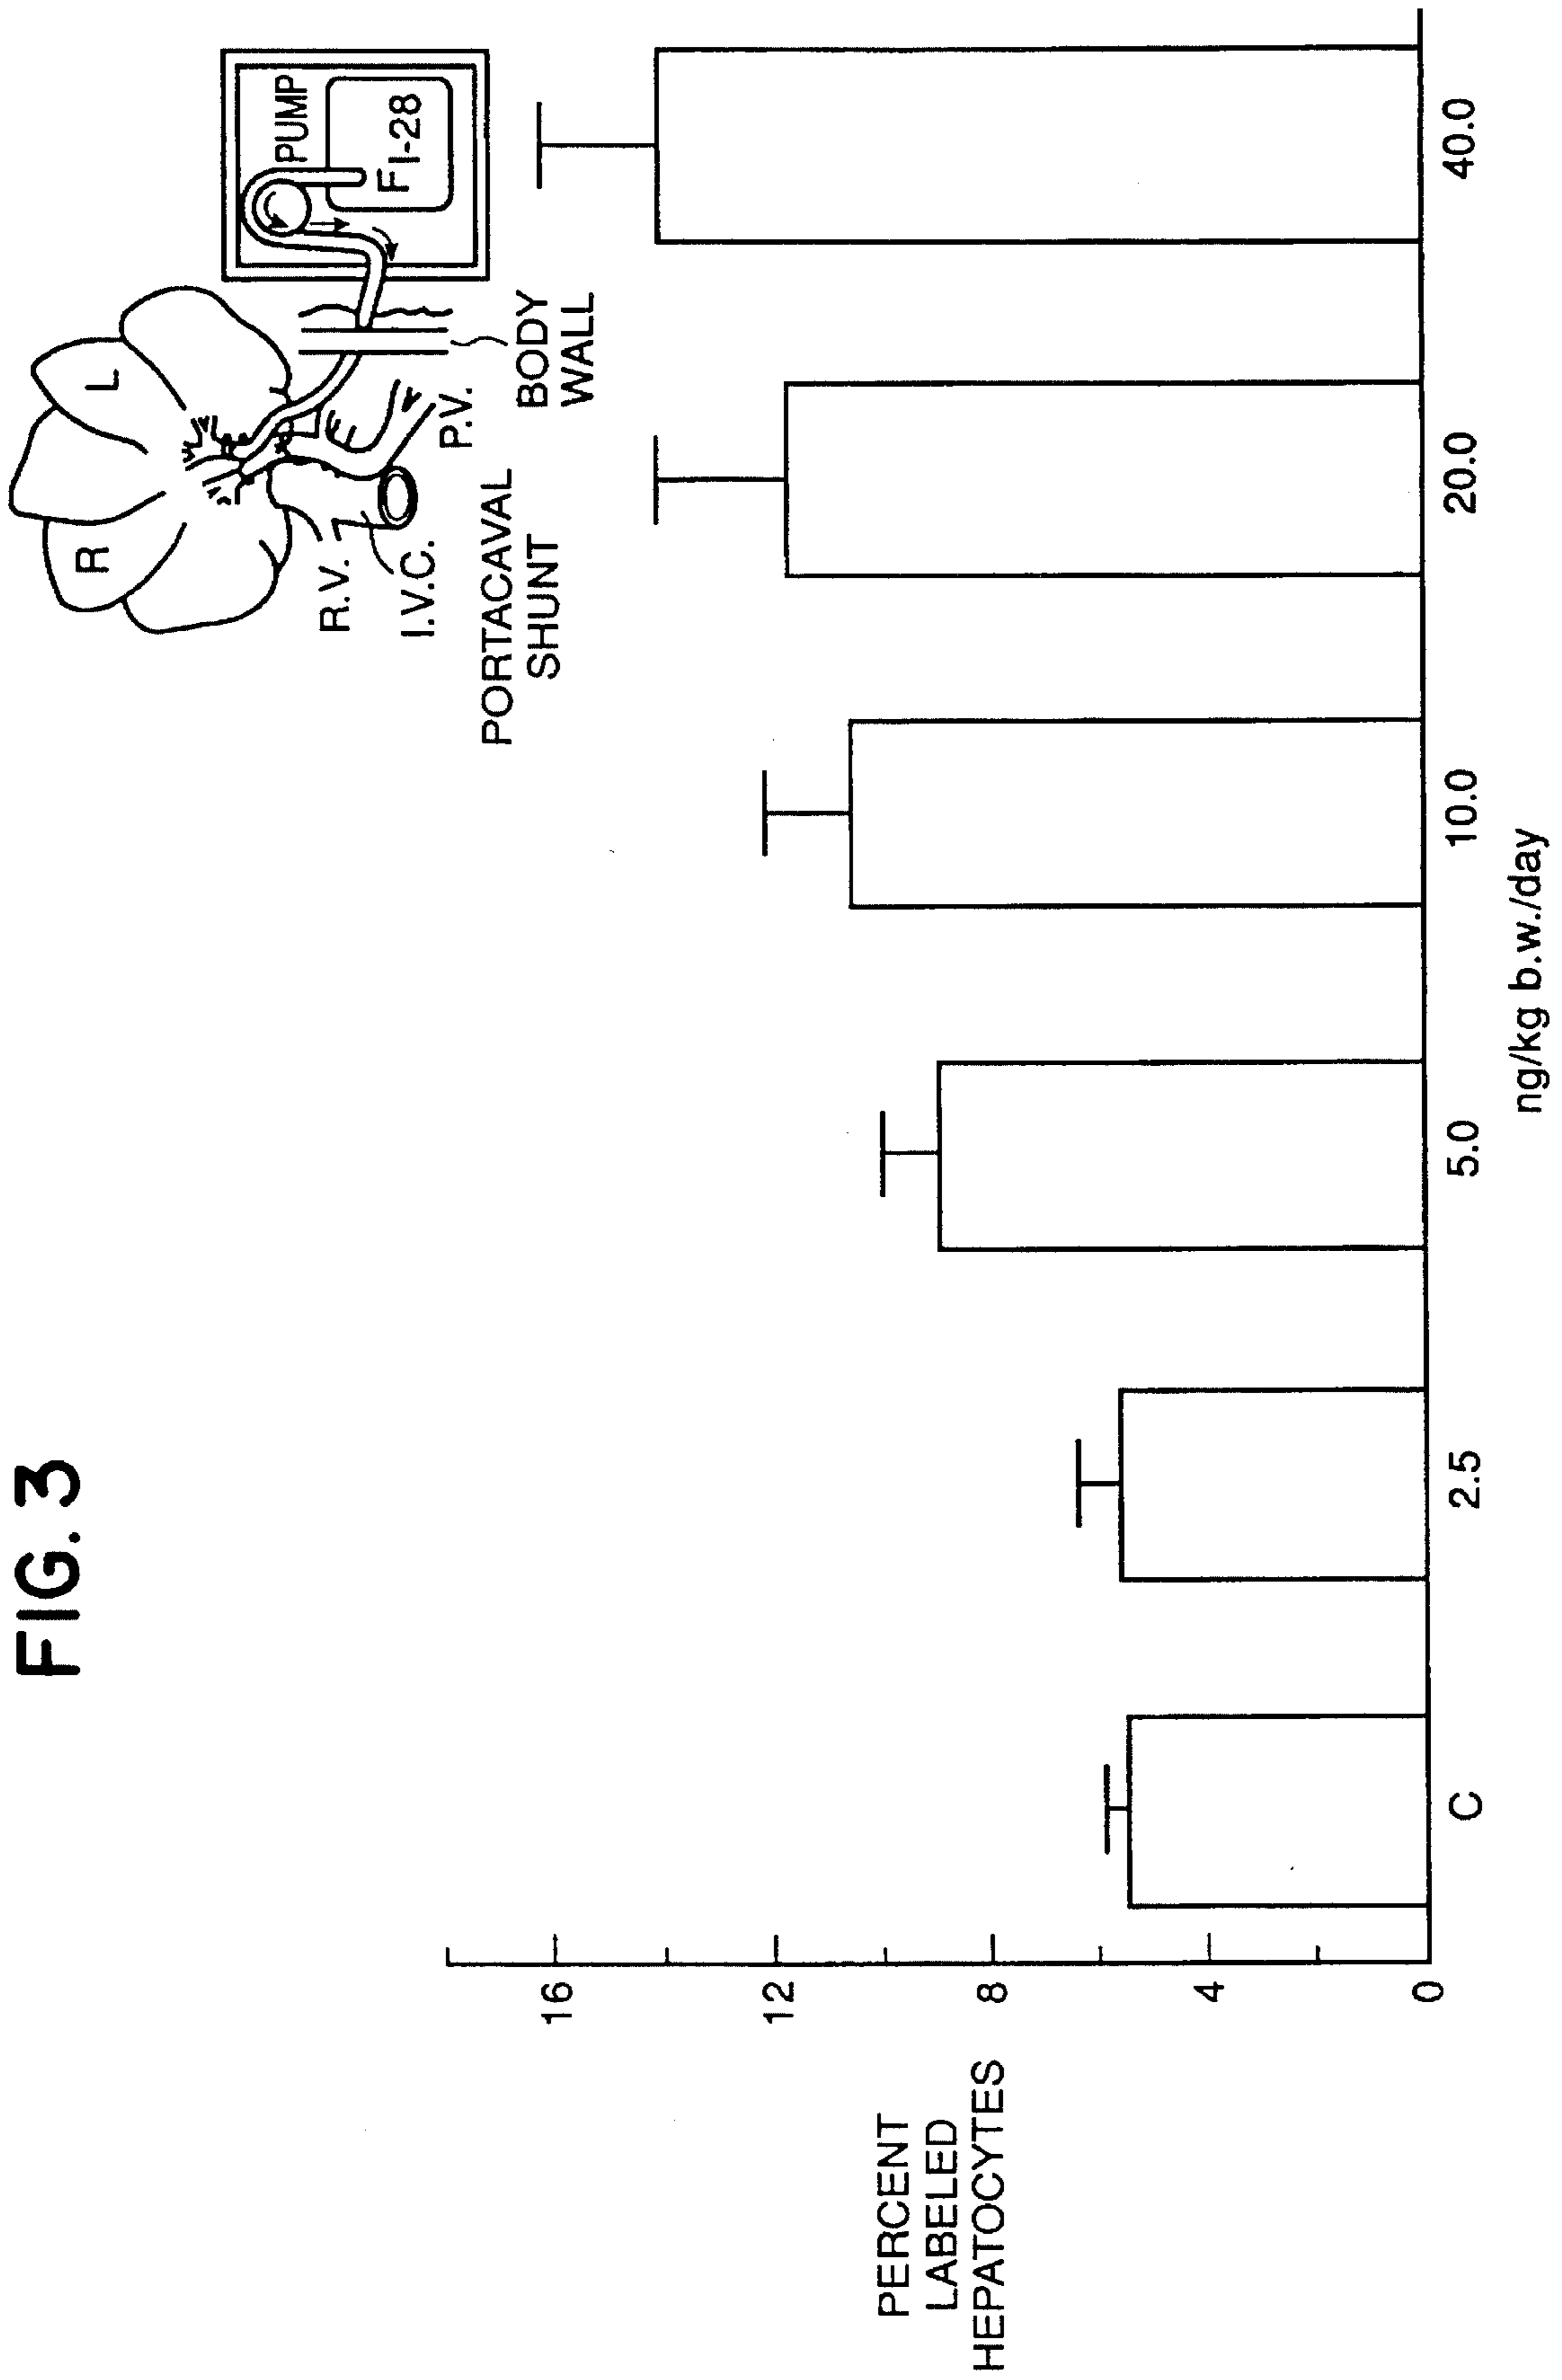 FIG. 3
R
L
PUMP
F1-28
R.V.
I.V.C.
P.V.
PORTACAVAL
SHUNT
BODY
WALL
PERCENT
LABELED
HEPATOCYTES
16
12
8
4
0
C
2.5
5.0
10.0
20.0
40.0
ng/kg b.w./day